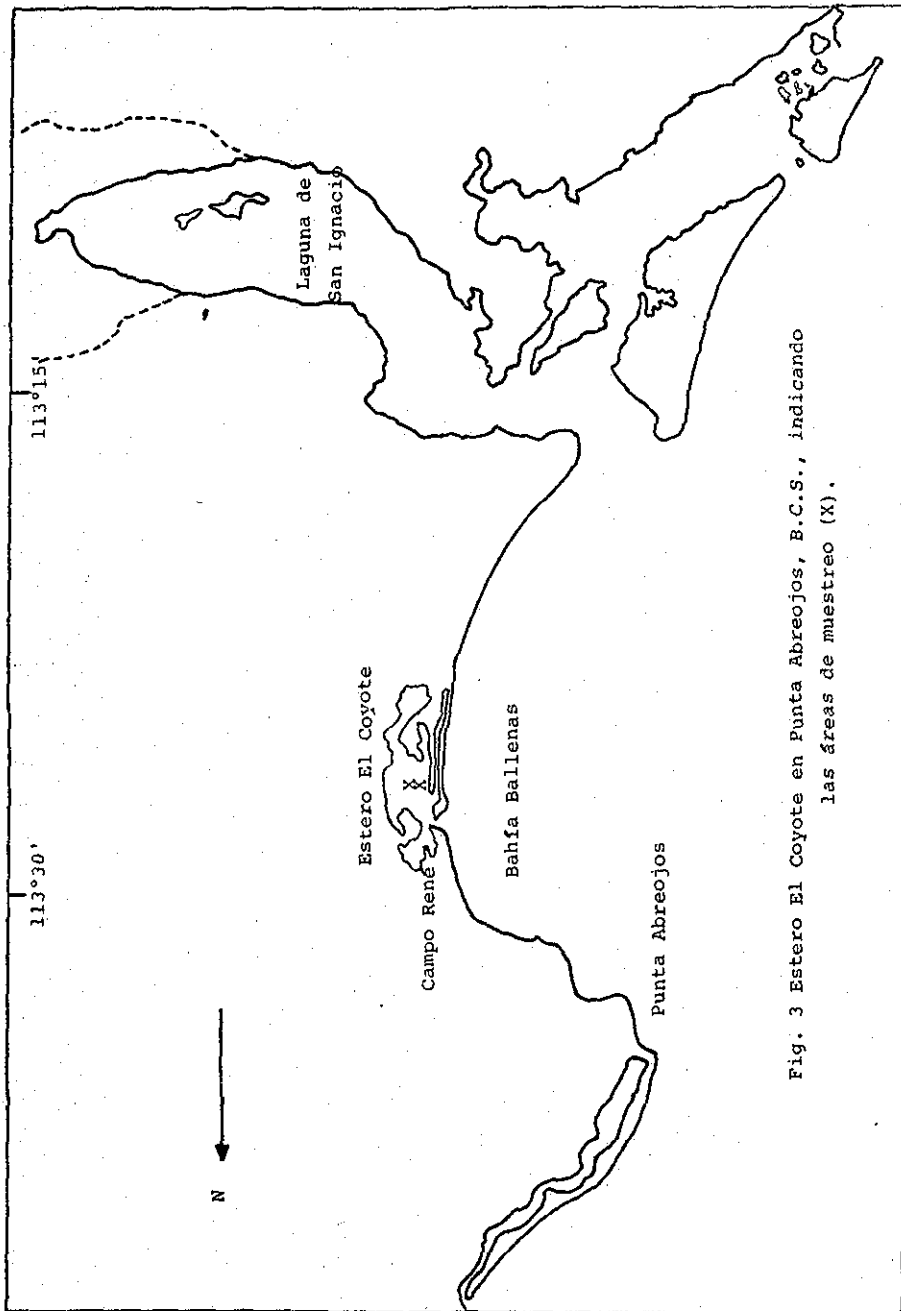 113°30'
113°15'
N
Laguna de
San Ignacio
Estero El Coyote
X
X
Campo René
Bahía Ballenas
Punta Abreojos
Fig. 3 Estero El Coyote en Punta Abreojos, B.C.S., indicando
las áreas de muestreo (X).